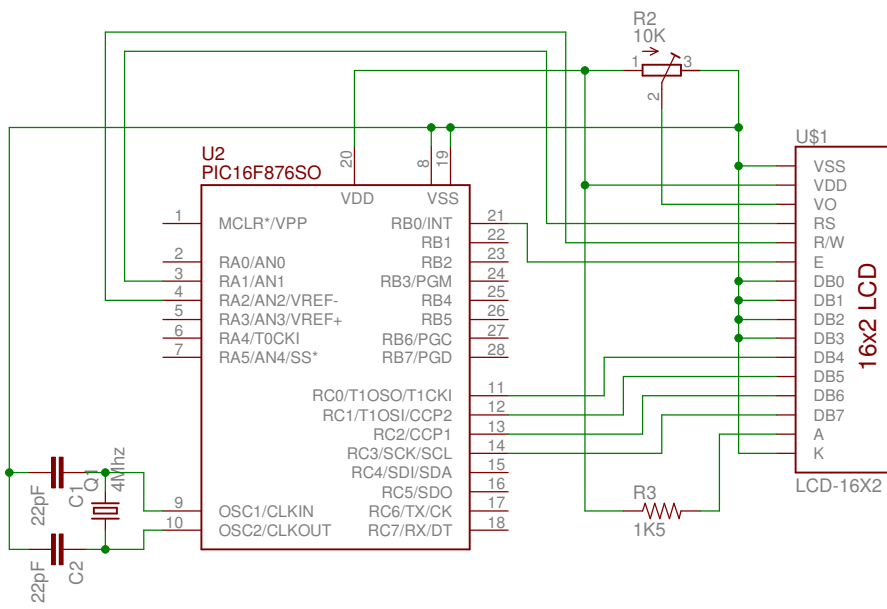 R2
10K
1
3
2
U$1
U2
PIC16F876SO
20
8
19
VDD
VSS
1
MCLR*/VPP
2
RA0/AN0
3
RA1/AN1
4
RA2/AN2/VREF-
5
RA3/AN3/VREF+
6
RA4/T0CKI
7
RA5/AN4/SS*
RB0/INT
21
RB1
22
RB2
23
RB3/PGM
24
RB4
25
RB5
26
RB6/PGC
27
RB7/PGD
28
RC0/T1OSO/T1CKI
11
RC1/T1OSI/CCP2
12
RC2/CCP1
13
RC3/SCK/SCL
14
RC4/SDI/SDA
15
RC5/SDO
16
RC6/TX/CK
17
RC7/RX/DT
18
9
OSC1/CLKIN
10
OSC2/CLKOUT
22pF
C1
Q1
4Mhz
22pF
C2
VSS
VDD
VO
RS
R/W
E
DB0
DB1
DB2
DB3
DB4
DB5
DB6
DB7
A
K
16x2 LCD
LCD-16X2
R3
1K5